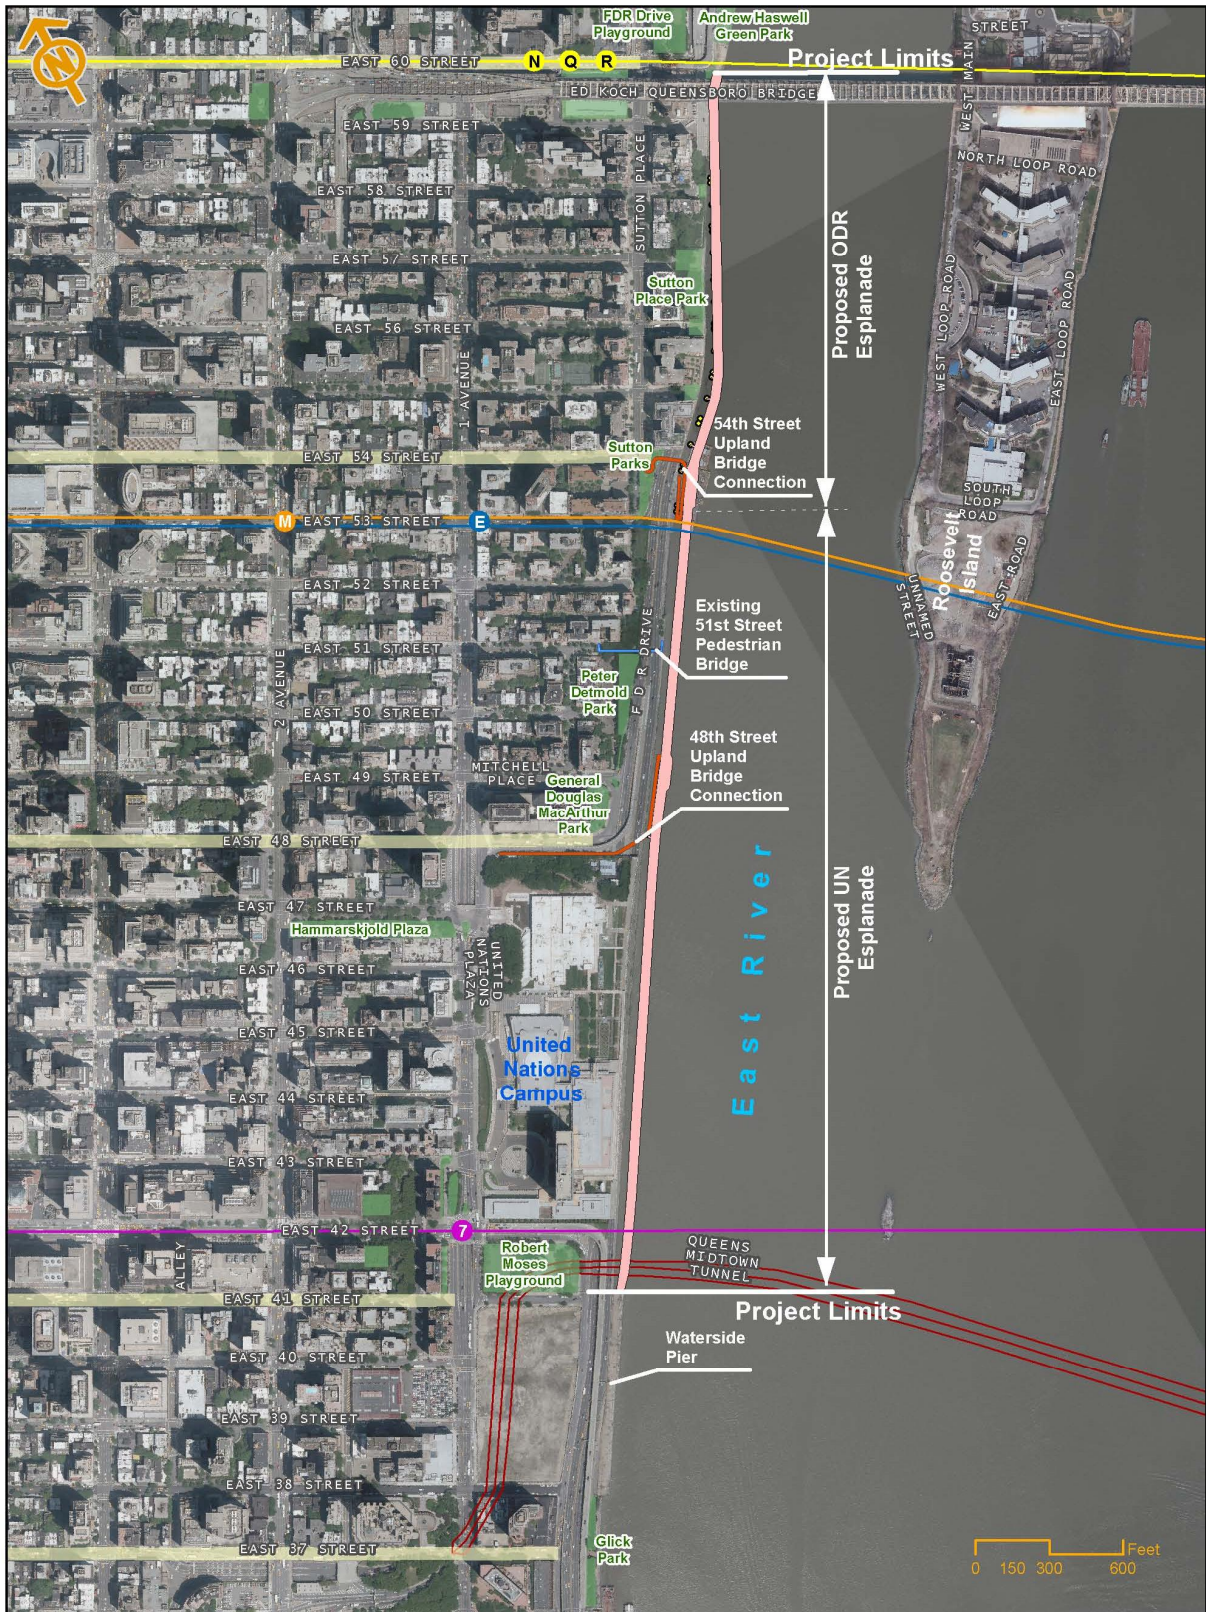 N
FDR Drive
Playground
Andrew Haswell
Green Park
STREET
EAST 60 STREET
N
Q
R
Project Limits
WEST MAIN
ED KOCH QUEENSBORO BRIDGE
EAST 59 STREET
NORTH LOOP ROAD
EAST 58 STREET
SUTTON PLACE
EAST 57 STREET
Sutton
Place Park
Proposed ODR
Esplanade
WEST LOOP ROAD
EAST LOOP ROAD
EAST 56 STREET
1 AVENUE
54th Street
Upland
Bridge
Connection
Sutton
Parks
EAST 54 STREET
SOUTH
LOOP
ROAD
M
EAST 53 STREET
E
Roosevelt
Island
EAST ROAD
UNNAMED
STREET
EAST 52 STREET
Existing
51st Street
Pedestrian
Bridge
F D R DRIVE
EAST 51 STREET
2 AVENUE
Peter
Detmold
Park
EAST 50 STREET
48th Street
Upland
Bridge
Connection
MITCHELL
PLACE
EAST 49 STREET
General
Douglas
MacArthur
Park
EAST 48 STREET
East River
Proposed UN
Esplanade
EAST 47 STREET
Hammarskjold Plaza
UNITED
NATIONS
PLAZA
EAST 46 STREET
EAST 45 STREET
United
Nations
Campus
EAST 44 STREET
EAST 43 STREET
EAST 42 STREET
7
ALLEY
Robert
Moses
Playground
QUEENS
MIDTOWN
TUNNEL
EAST 41 STREET
Project Limits
Waterside
Pier
EAST 40 STREET
EAST 39 STREET
EAST 38 STREET
EAST 37 STREET
Glick
Park
Feet
0 150 300 600